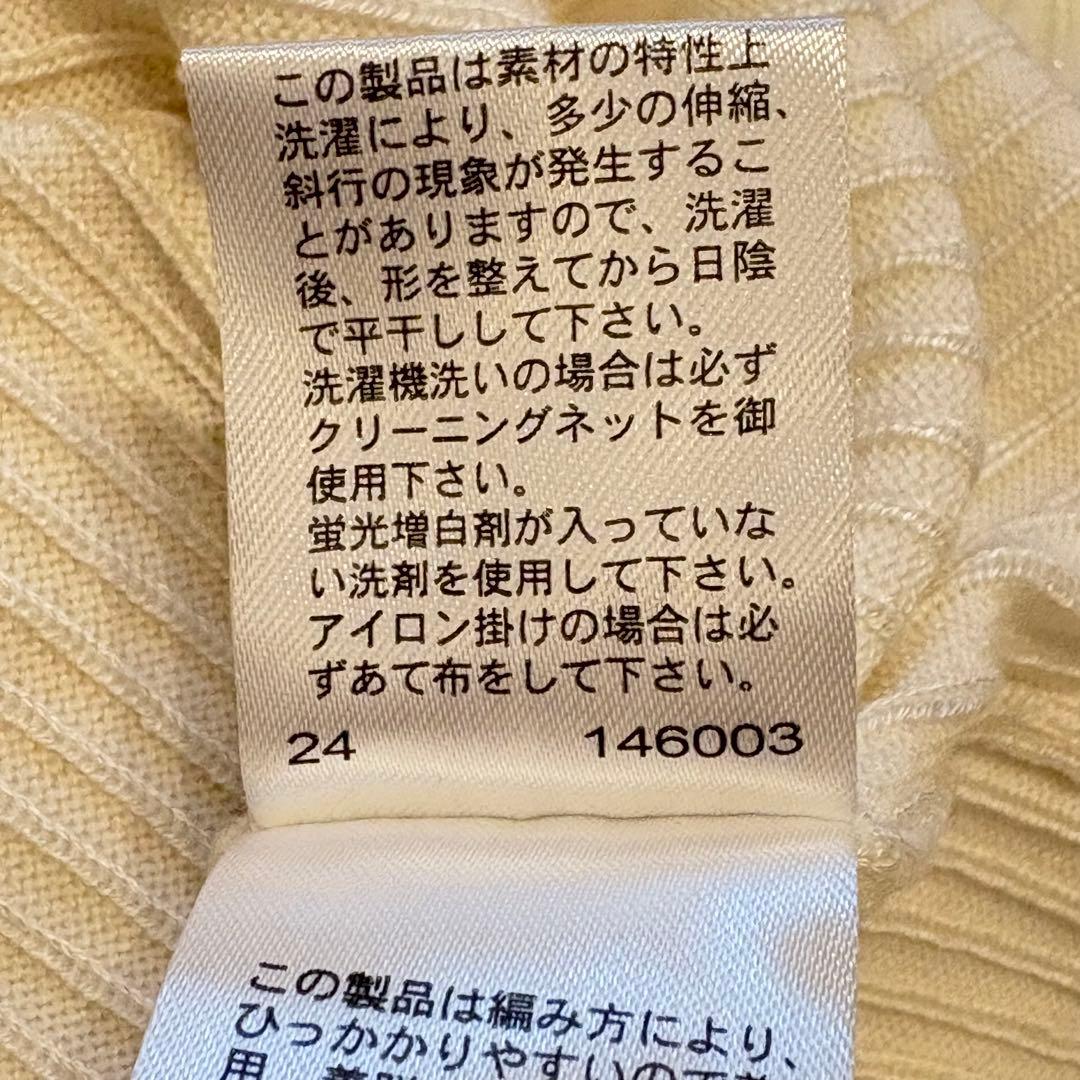 この製品は素材の特性上
洗濯により、多少の伸縮、
斜行の現象が発生するこ
とがありますので、洗濯
後、形を整えてから日陰
で平干しして下さい。
洗濯機洗いの場合は必ず
クリーニングネットを御
使用下さい。
蛍光増白剤が入っていな
い洗剤を使用して下さい。
アイロン掛けの場合は必
ずあて布をして下さい。
24 146003
この製品は編み方により、
ひっかかりやすいので
用